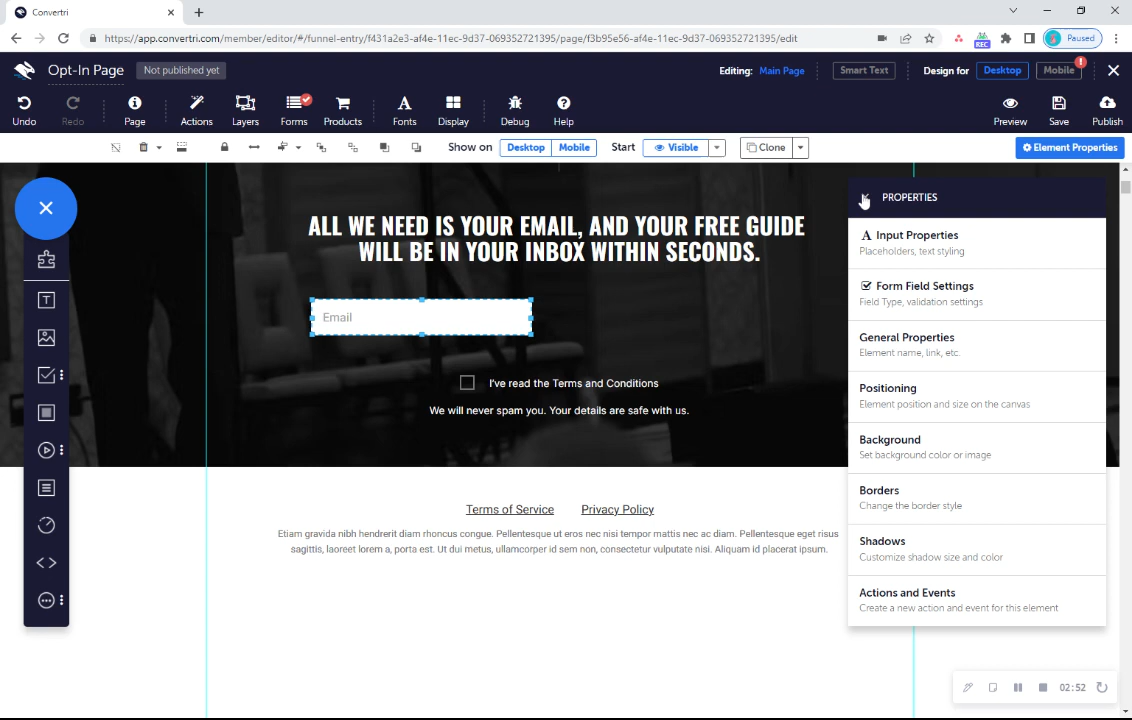 Convertri
https://app.convertri.com/member/editor/#/funnel-entry/f431a2e3-af4e-11ec-9d37-069352721395/page/f3b95e56-af4e-11ec-9d37-069352721395/edit
REC
Paused
Opt-In Page
Not published yet
Editing: Main Page
Smart Text
Design for
Desktop
Mobile
!
Undo
Redo
Page
Actions
Layers
Forms
Products
Fonts
Display
Debug
Help
Preview
Save
Publish
Show on
Desktop
Mobile
Start
Visible
Clone
Element Properties
ALL WE NEED IS YOUR EMAIL, AND YOUR FREE GUIDE
WILL BE IN YOUR INBOX WITHIN SECONDS.
Email
I've read the Terms and Conditions
We will never spam you. Your details are safe with us.
Terms of Service
Privacy Policy
Etiam gravida nibh hendrerit diam rhoncus congue. Pellentesque ut eros nec nisi tempor mattis nec ac diam. Pellentesque eget risus
sagittis, laoreet lorem a, porta est. Ut dui metus, ullamcorper id sem non, consectetur vulputate nisi. Aliquam id placerat ipsum.
PROPERTIES
A Input Properties
Placeholders, text styling
Form Field Settings
Field Type, validation settings
General Properties
Element name, link, etc.
Positioning
Element position and size on the canvas
Background
Set background color or image
Borders
Change the border style
Shadows
Customize shadow size and color
Actions and Events
Create a new action and event for this element
02:52